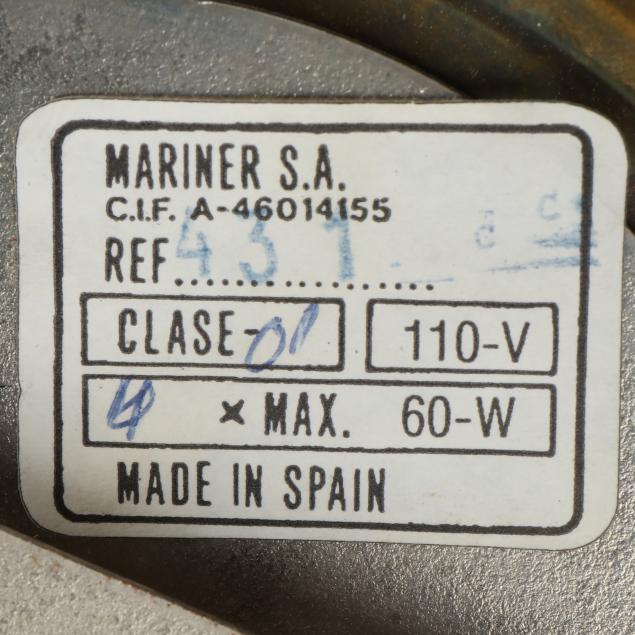 MARINER S.A.
C.I.F. A-46014155
REF. 431
CLASE-01
110-V
4 × MAX. 60-W
MADE IN SPAIN